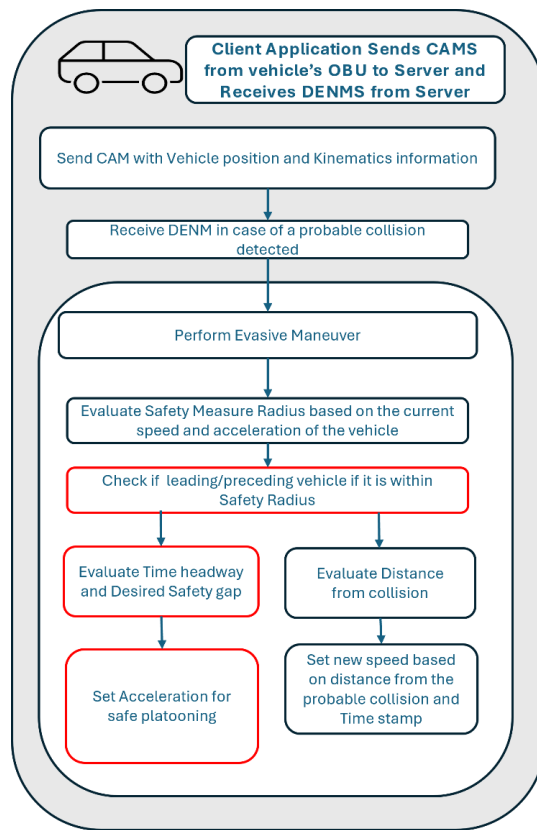 Client Application Sends CAMS
from vehicle's OBU to Server and
Receives DENMS from Server
Send CAM with Vehicle position and Kinematics information
Receive DENM in case of a probable collision
detected
Perform Evasive Maneuver
Evaluate Safety Measure Radius based on the current
speed and acceleration of the vehicle
Check if leading/preceding vehicle if it is within
Safety Radius
Evaluate Time headway
and Desired Safety gap
Evaluate Distance
from collision
Set Acceleration for
safe platooning
Set new speed based
on distance from the
probable collision and
Time stamp